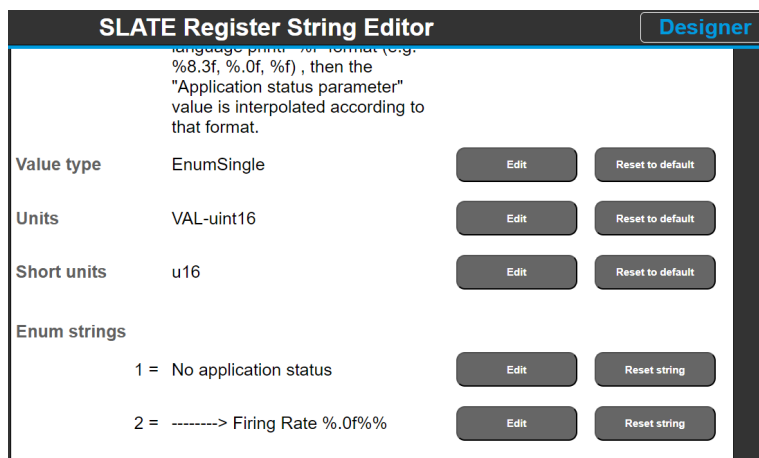 SLATE Register String Editor
Designer
language printf "%f" format (e.g.
%8.3f, %.0f, %f) , then the
"Application status parameter"
value is interpolated according to
that format.
Value type EnumSingle Edit Reset to default
Units VAL-uint16 Edit Reset to default
Short units u16 Edit Reset to default
Enum strings
1 = No application status Edit Reset string
2 = --------> Firing Rate %.0f%% Edit Reset string